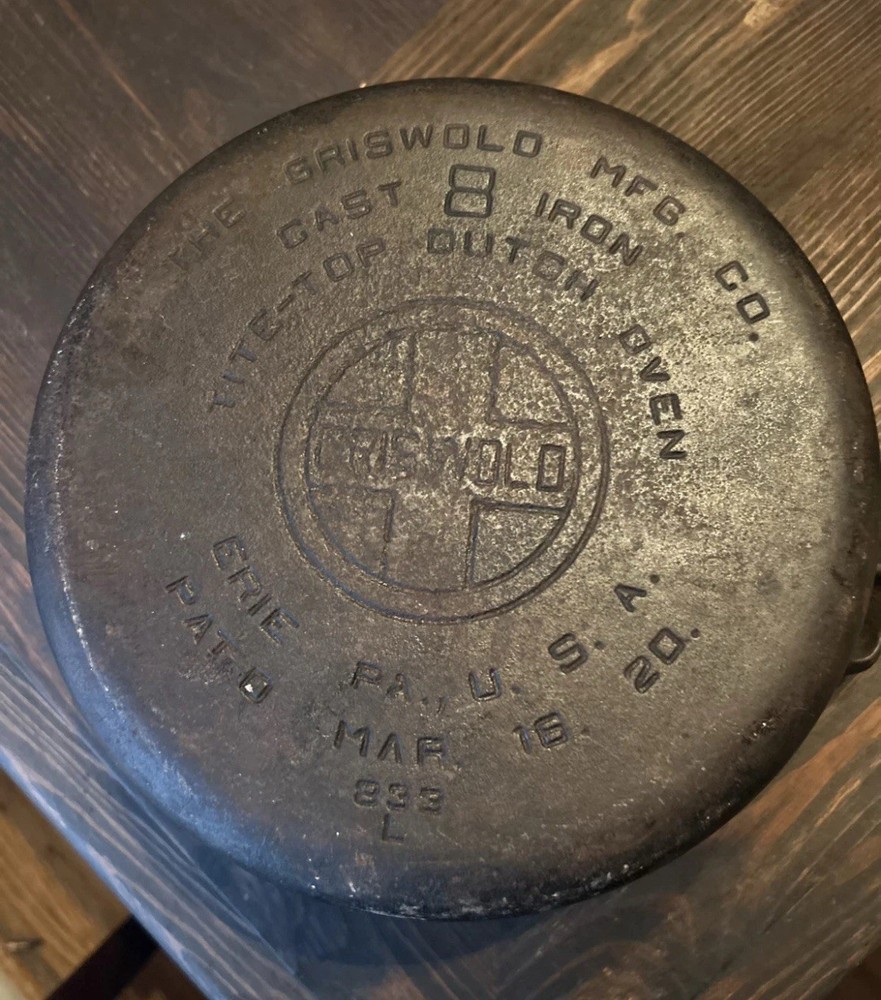 THE GRISWOLD MFG. CO.
CAST 8 IRON
TITE-TOP DUTCH OVEN
GRISWOLD
ERIE PA., U. S. A.
PAT'D MAR. 16. 20.
833
L